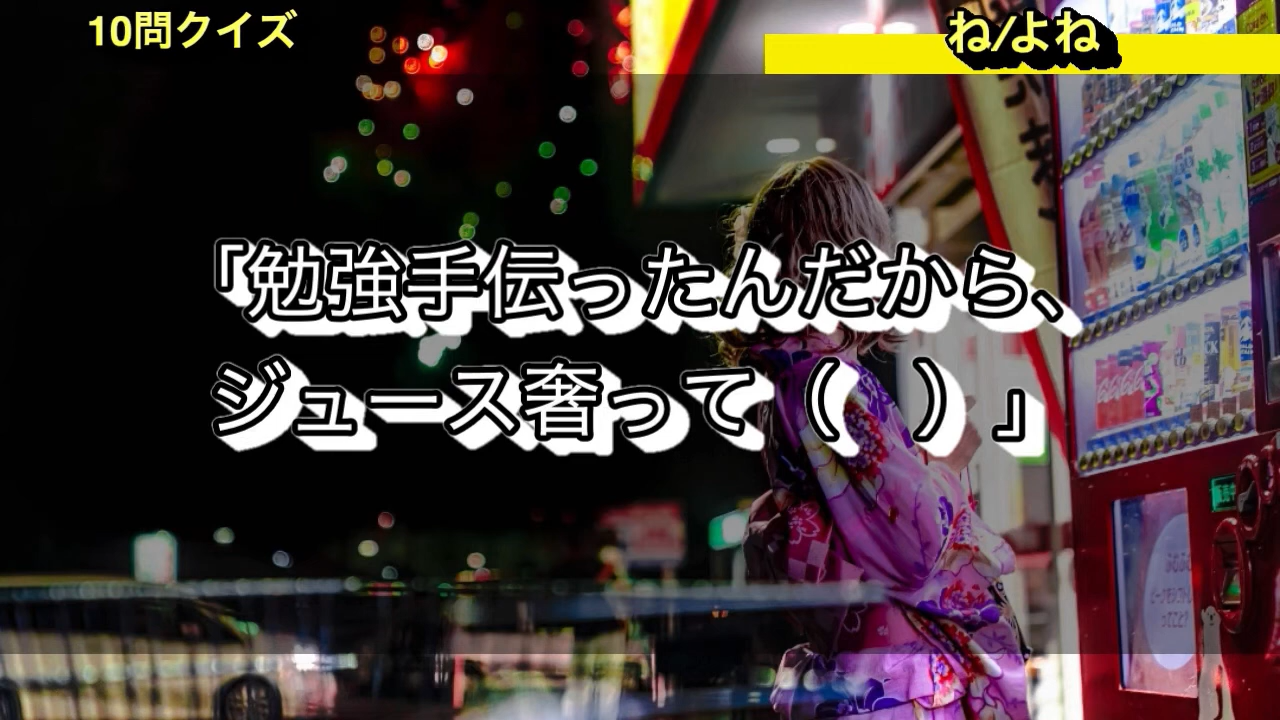 10問クイズ
ね/よね
「勉強手伝ったんだから、
ジュース奢って（　）」